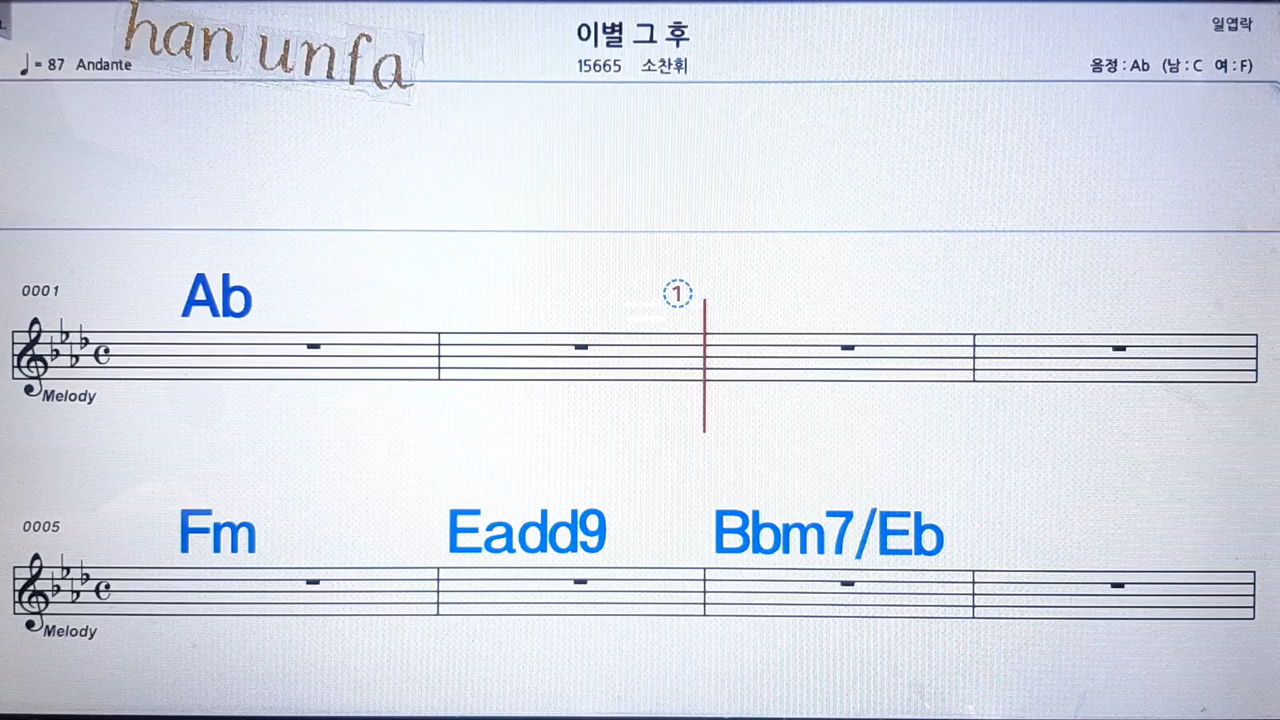 han unfa
이별 그 후
일엽락
♩= 87 Andante
15665 소찬휘
음정 : Ab (남 : C 여 : F)
0001
Ab
1
Melody
0005
Fm Eadd9 Bbm7/Eb
Melody